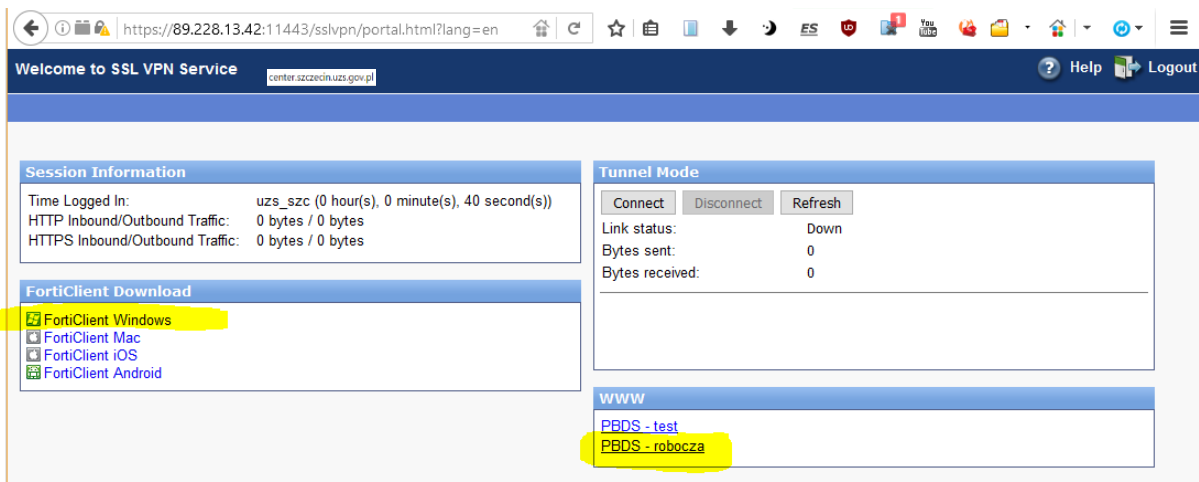 https://89.228.13.42:11443/sslvpn/portal.html?lang=en
ES
1
You
Tube
Welcome to SSL VPN Service
center.szczecin.uzs.gov.pl
Help
Logout
Session Information
Time Logged In: uzs_szc (0 hour(s), 0 minute(s), 40 second(s))
HTTP Inbound/Outbound Traffic: 0 bytes / 0 bytes
HTTPS Inbound/Outbound Traffic: 0 bytes / 0 bytes
FortiClient Download
FortiClient Windows
FortiClient Mac
FortiClient iOS
FortiClient Android
Tunnel Mode
Connect Disconnect Refresh
Link status: Down
Bytes sent: 0
Bytes received: 0
WWW
PBDS - test
PBDS - robocza